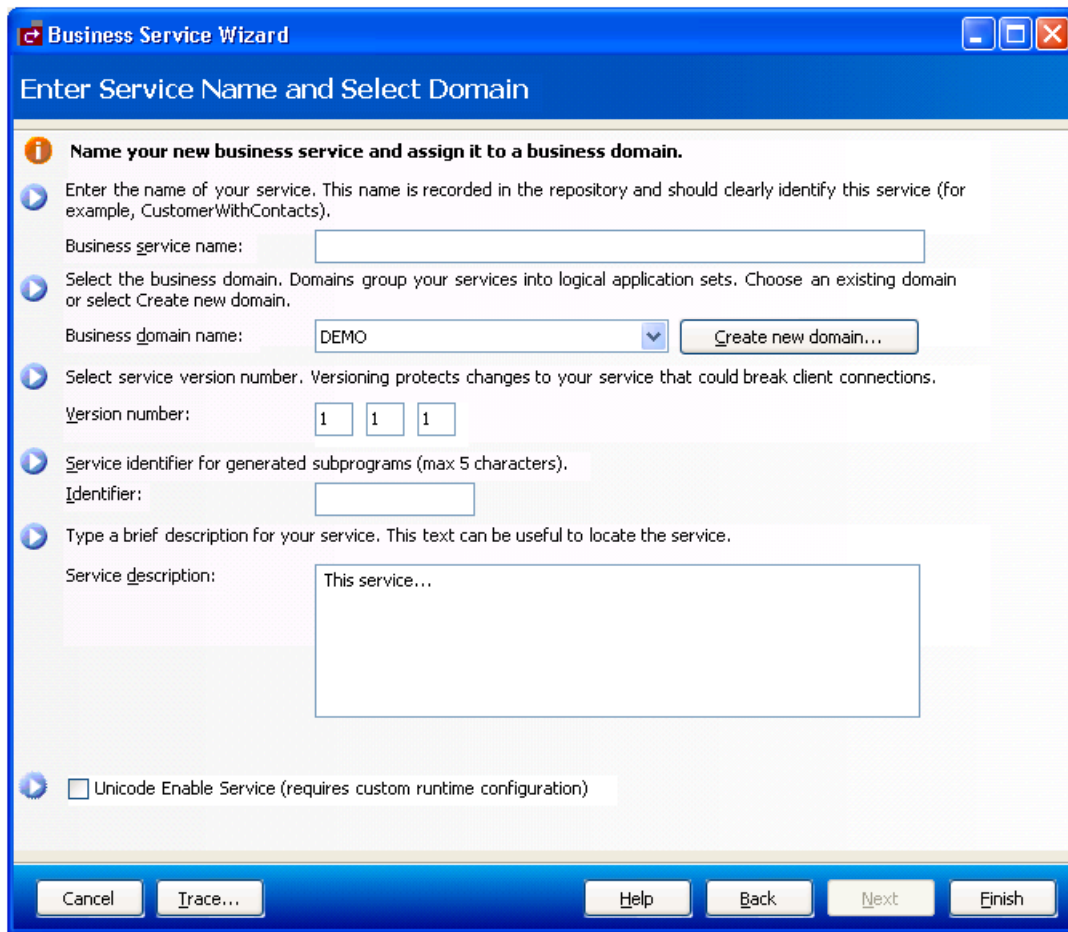 Business Service Wizard
Enter Service Name and Select Domain
Name your new business service and assign it to a business domain.
Enter the name of your service. This name is recorded in the repository and should clearly identify this service (for
example, CustomerWithContacts).
Business service name:
Select the business domain. Domains group your services into logical application sets. Choose an existing domain
or select Create new domain.
Business domain name: DEMO Create new domain...
Select service version number. Versioning protects changes to your service that could break client connections.
Version number: 1 1 1
Service identifier for generated subprograms (max 5 characters).
Identifier:
Type a brief description for your service. This text can be useful to locate the service.
Service description: This service...
Unicode Enable Service (requires custom runtime configuration)
Cancel Trace... Help Back Next Finish